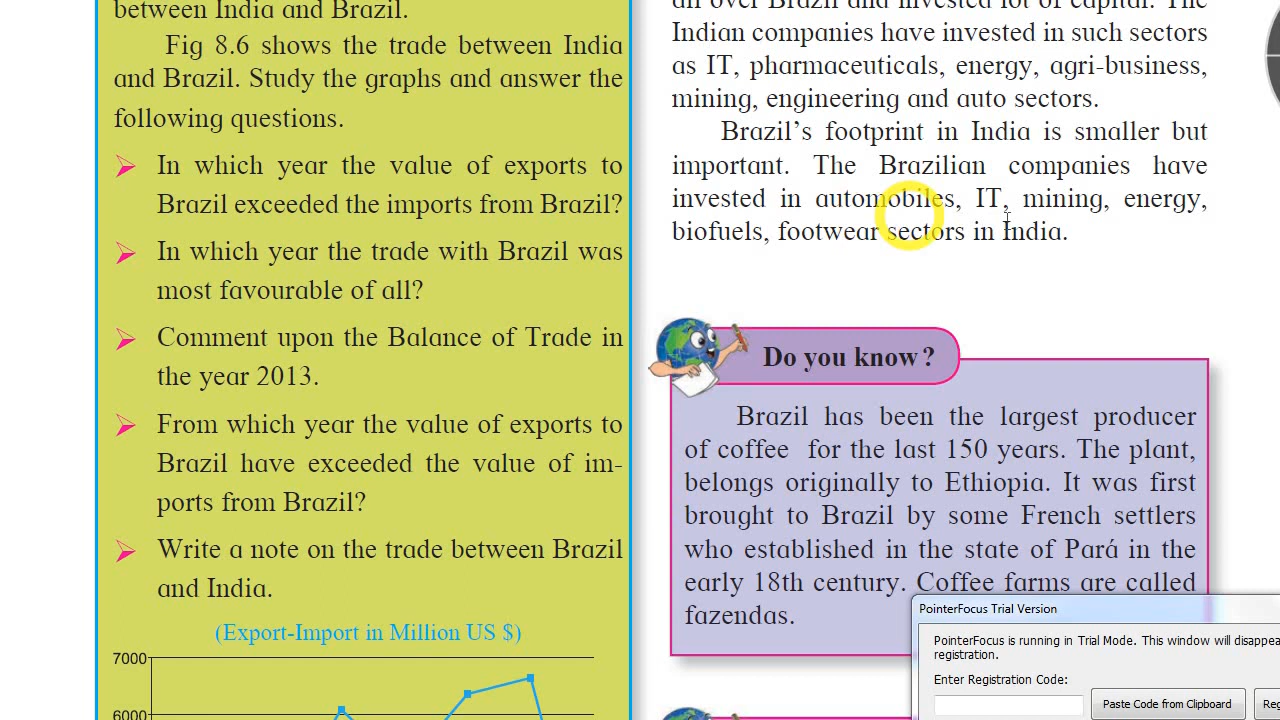 between India and Brazil.
Fig 8.6 shows the trade between India
and Brazil. Study the graphs and answer the
following questions.
In which year the value of exports to
Brazil exceeded the imports from Brazil?
In which year the trade with Brazil was
most favourable of all?
Comment upon the Balance of Trade in
the year 2013.
From which year the value of exports to
Brazil have exceeded the value of im-
ports from Brazil?
Write a note on the trade between Brazil
and India.
(Export-Import in Million US $)
7000
6000
all over Brazil and invested lot of capital. The
Indian companies have invested in such sectors
as IT, pharmaceuticals, energy, agri-business,
mining, engineering and auto sectors.
Brazil's footprint in India is smaller but
important. The Brazilian companies have
invested in automobiles, IT, mining, energy,
biofuels, footwear sectors in India.
Do you know ?
Brazil has been the largest producer
of coffee for the last 150 years. The plant,
belongs originally to Ethiopia. It was first
brought to Brazil by some French settlers
who established in the state of Pará in the
early 18th century. Coffee farms are called
fazendas.
PointerFocus Trial Version
PointerFocus is running in Trial Mode. This window will
registration.
Enter Registration Code:
Paste Code from Clipboard